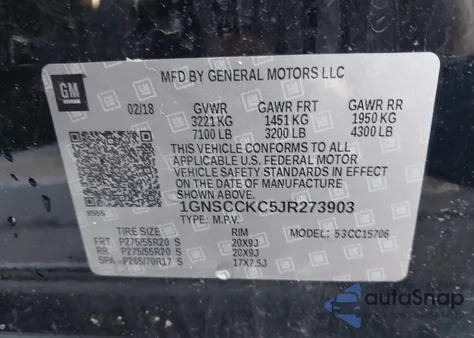 GM
MFD BY GENERAL MOTORS LLC
02/18 GVWR GAWR FRT GAWR RR
3221 KG 1451 KG 1950 KG
7100 LB 3200 LB 4300 LB
THIS VEHICLE CONFORMS TO ALL
APPLICABLE U.S. FEDERAL MOTOR
VEHICLE SAFETY STANDARDS IN
EFFECT ON THE DATE OF MANUFACTURE
SHOWN ABOVE.
1GNSCCKC5JR273903
TYPE: M.P.V. MODEL: 53CC15706
TIRE SIZE RIM
FRT P275/55R20 S 20X9J
RR P275/55R20 S 20X9J
SPA P265/70R17 S 17X7.5J
autoSnap